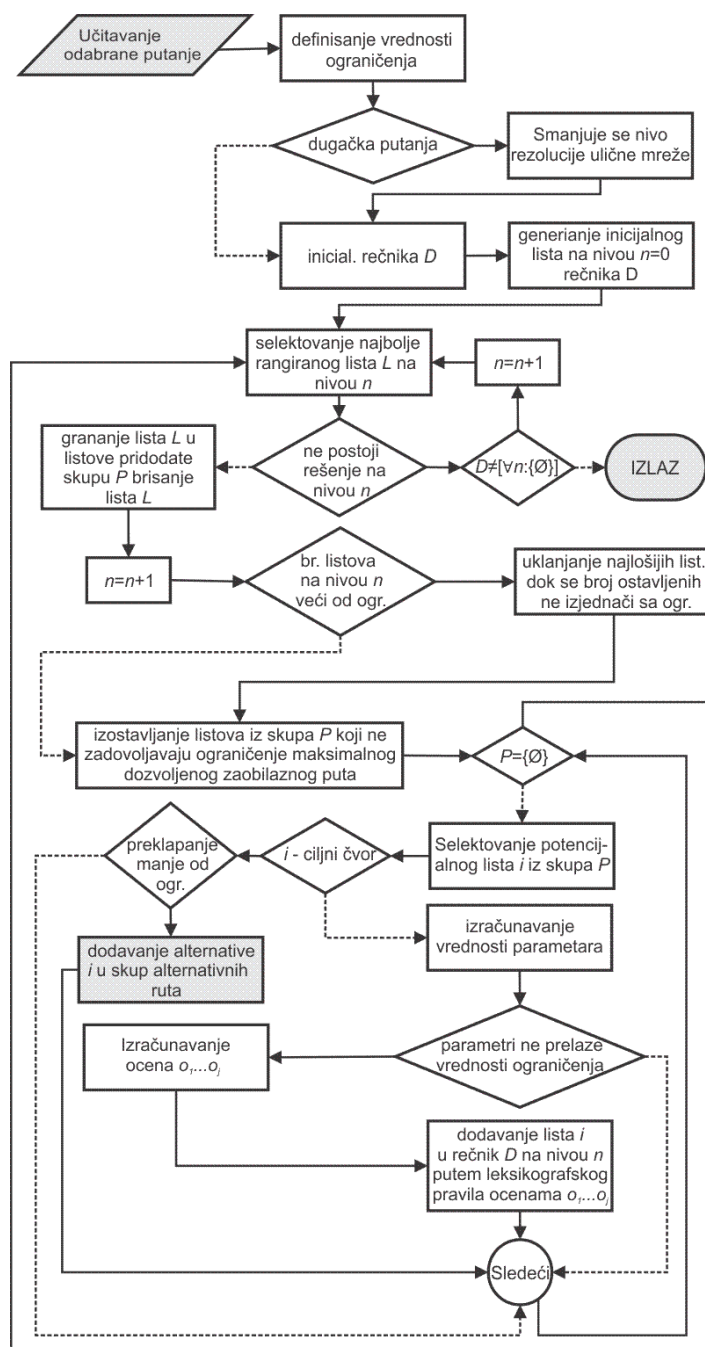 Učitavanje
odabrane putanje
definisanje vrednosti
ograničenja
dugačka putanja
Smanjuje se nivo
rezolucije ulične mreže
inicial. rečnika D
generianje inicijalnog
lista na nivou n=0
rečnika D
selektovanje najbolje
rangiranog lista L na
nivou n
n=n+1
grananje lista L u
listove pridodate
skupu P brisanje
lista L
ne postoji
rešenje na
nivou n
D≠[∀n:{Ø}]
IZLAZ
n=n+1
br. listova
na nivou n
veći od ogr.
uklanjanje najlošijih list.
dok se broj ostavljenih
ne izjednači sa ogr.
izostavljanje listova iz skupa P koji ne
zadovoljavaju ograničenje maksimalnog
dozvoljenog zaobilaznog puta
P={Ø}
preklapanje
manje od
ogr.
i - ciljni čvor
Selektovanje potencij-
alnog lista i iz skupa P
dodavanje alternative
i u skup alternativnih
ruta
izračunavanje
vrednosti parametara
Izračunavanje
ocena o₁...oⱼ
parametri ne prelaze
vrednosti ograničenja
dodavanje lista i
u rečnik D na nivou n
putem leksikografskog
pravila ocenama o₁...oⱼ
Sledeći